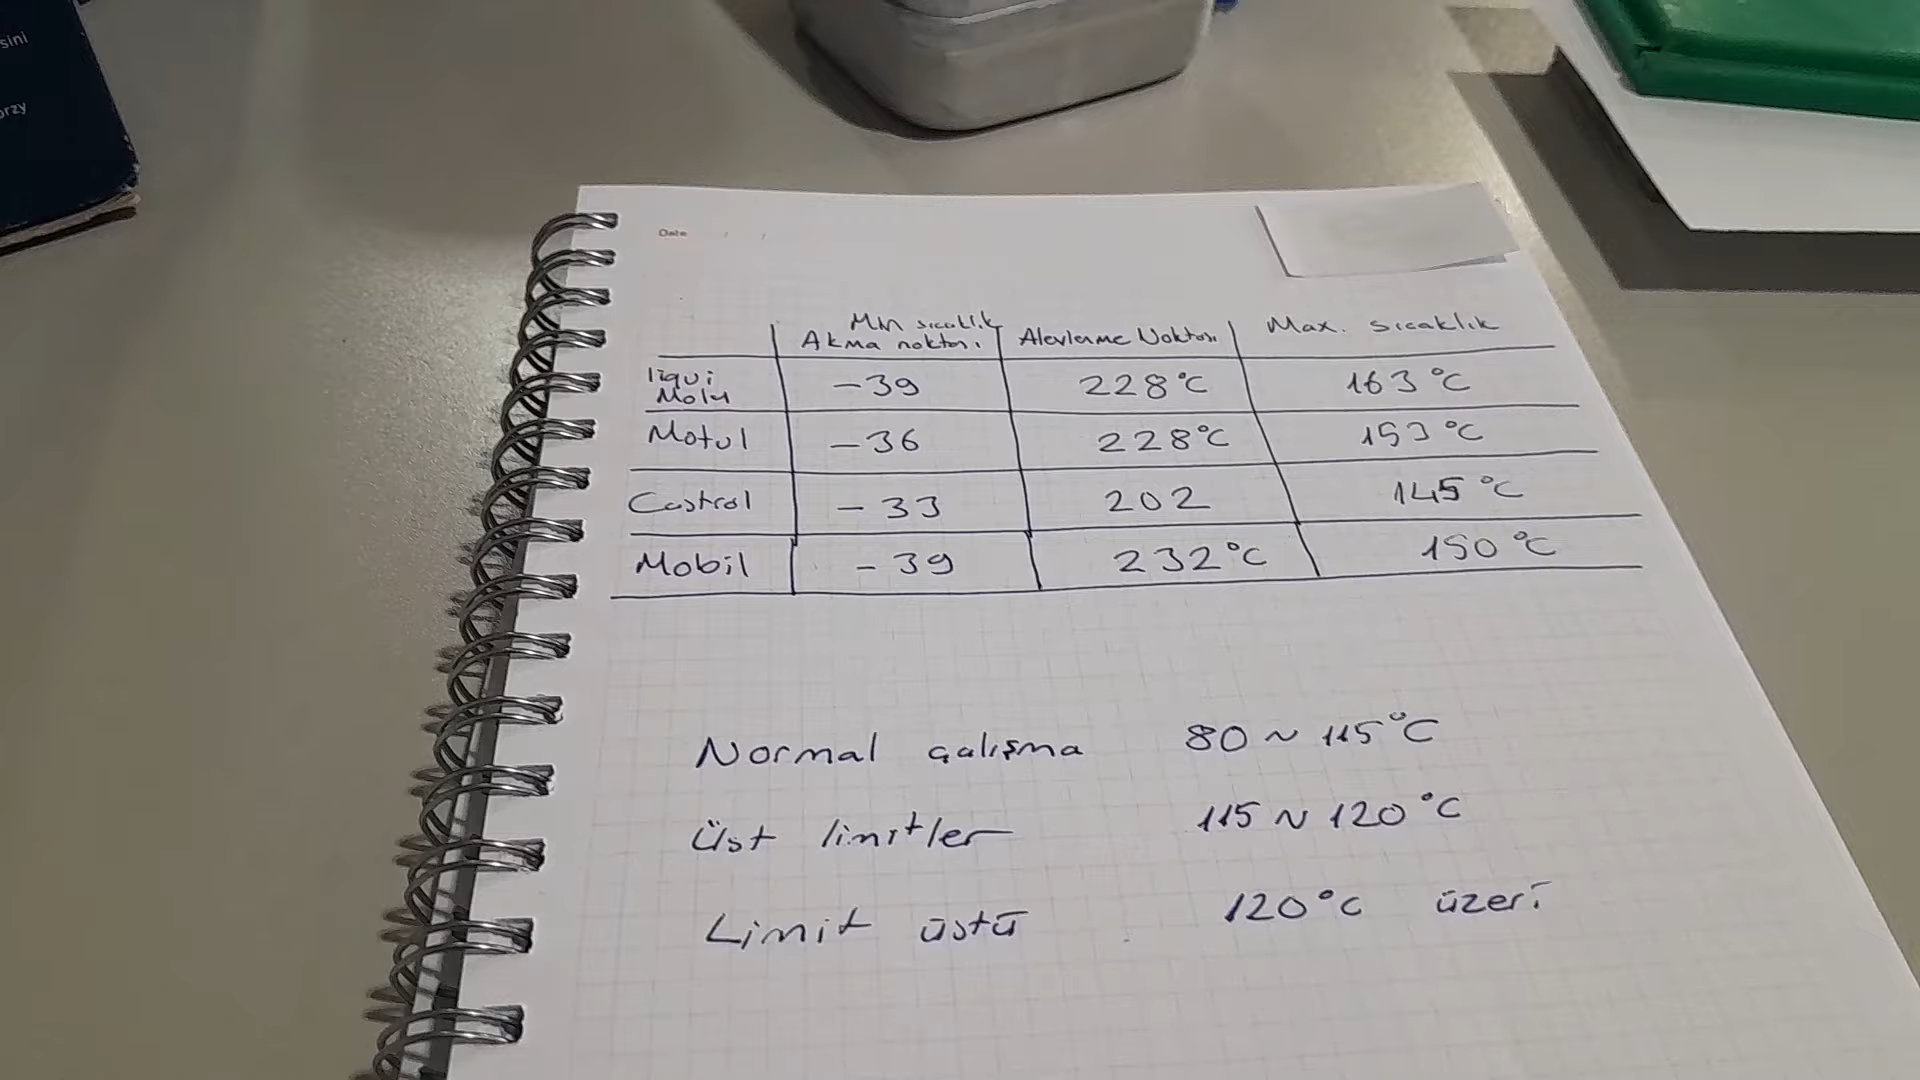 sini
orzy
Date / /
Min sıcaklık
Akma noktası Alevlenme Noktası Max. sıcaklık
liqui Moly -39 228°C 163°C
Motul -36 228°C 153°C
Castrol -33 202 145°C
Mobil -39 232°C 150°C
Normal çalışma 80 ~ 115°C
Üst limitler 115 ~ 120°C
Limit üstü 120°C üzeri